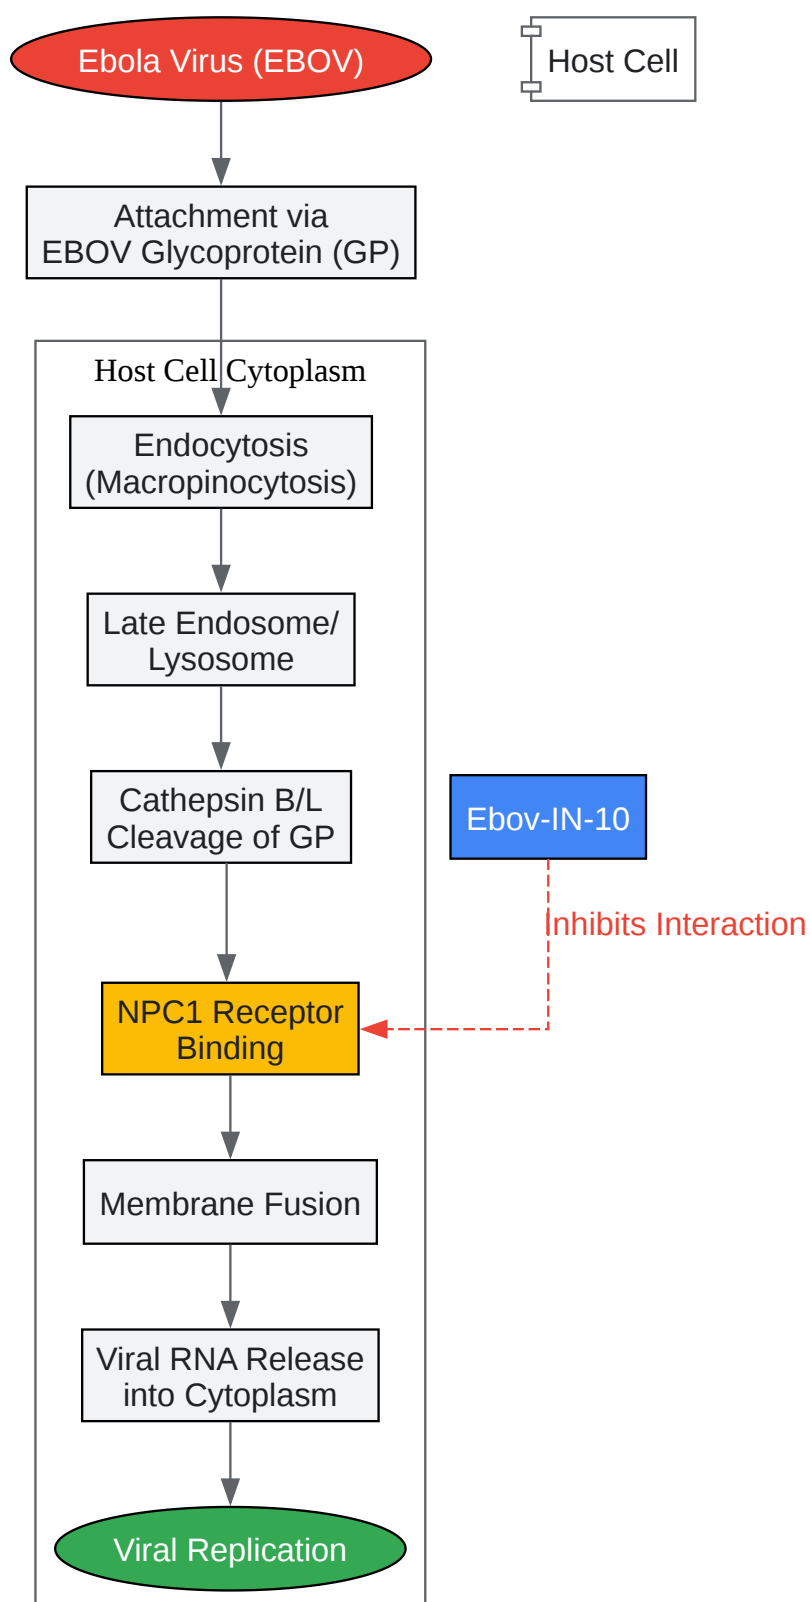 Ebola Virus (EBOV)
Host Cell
Attachment via
EBOV Glycoprotein (GP)
Host Cell Cytoplasm
Endocytosis
(Macropinocytosis)
Late Endosome/
Lysosome
Cathepsin B/L
Cleavage of GP
Ebov-IN-10
Inhibits Interaction
NPC1 Receptor
Binding
Membrane Fusion
Viral RNA Release
into Cytoplasm
Viral Replication